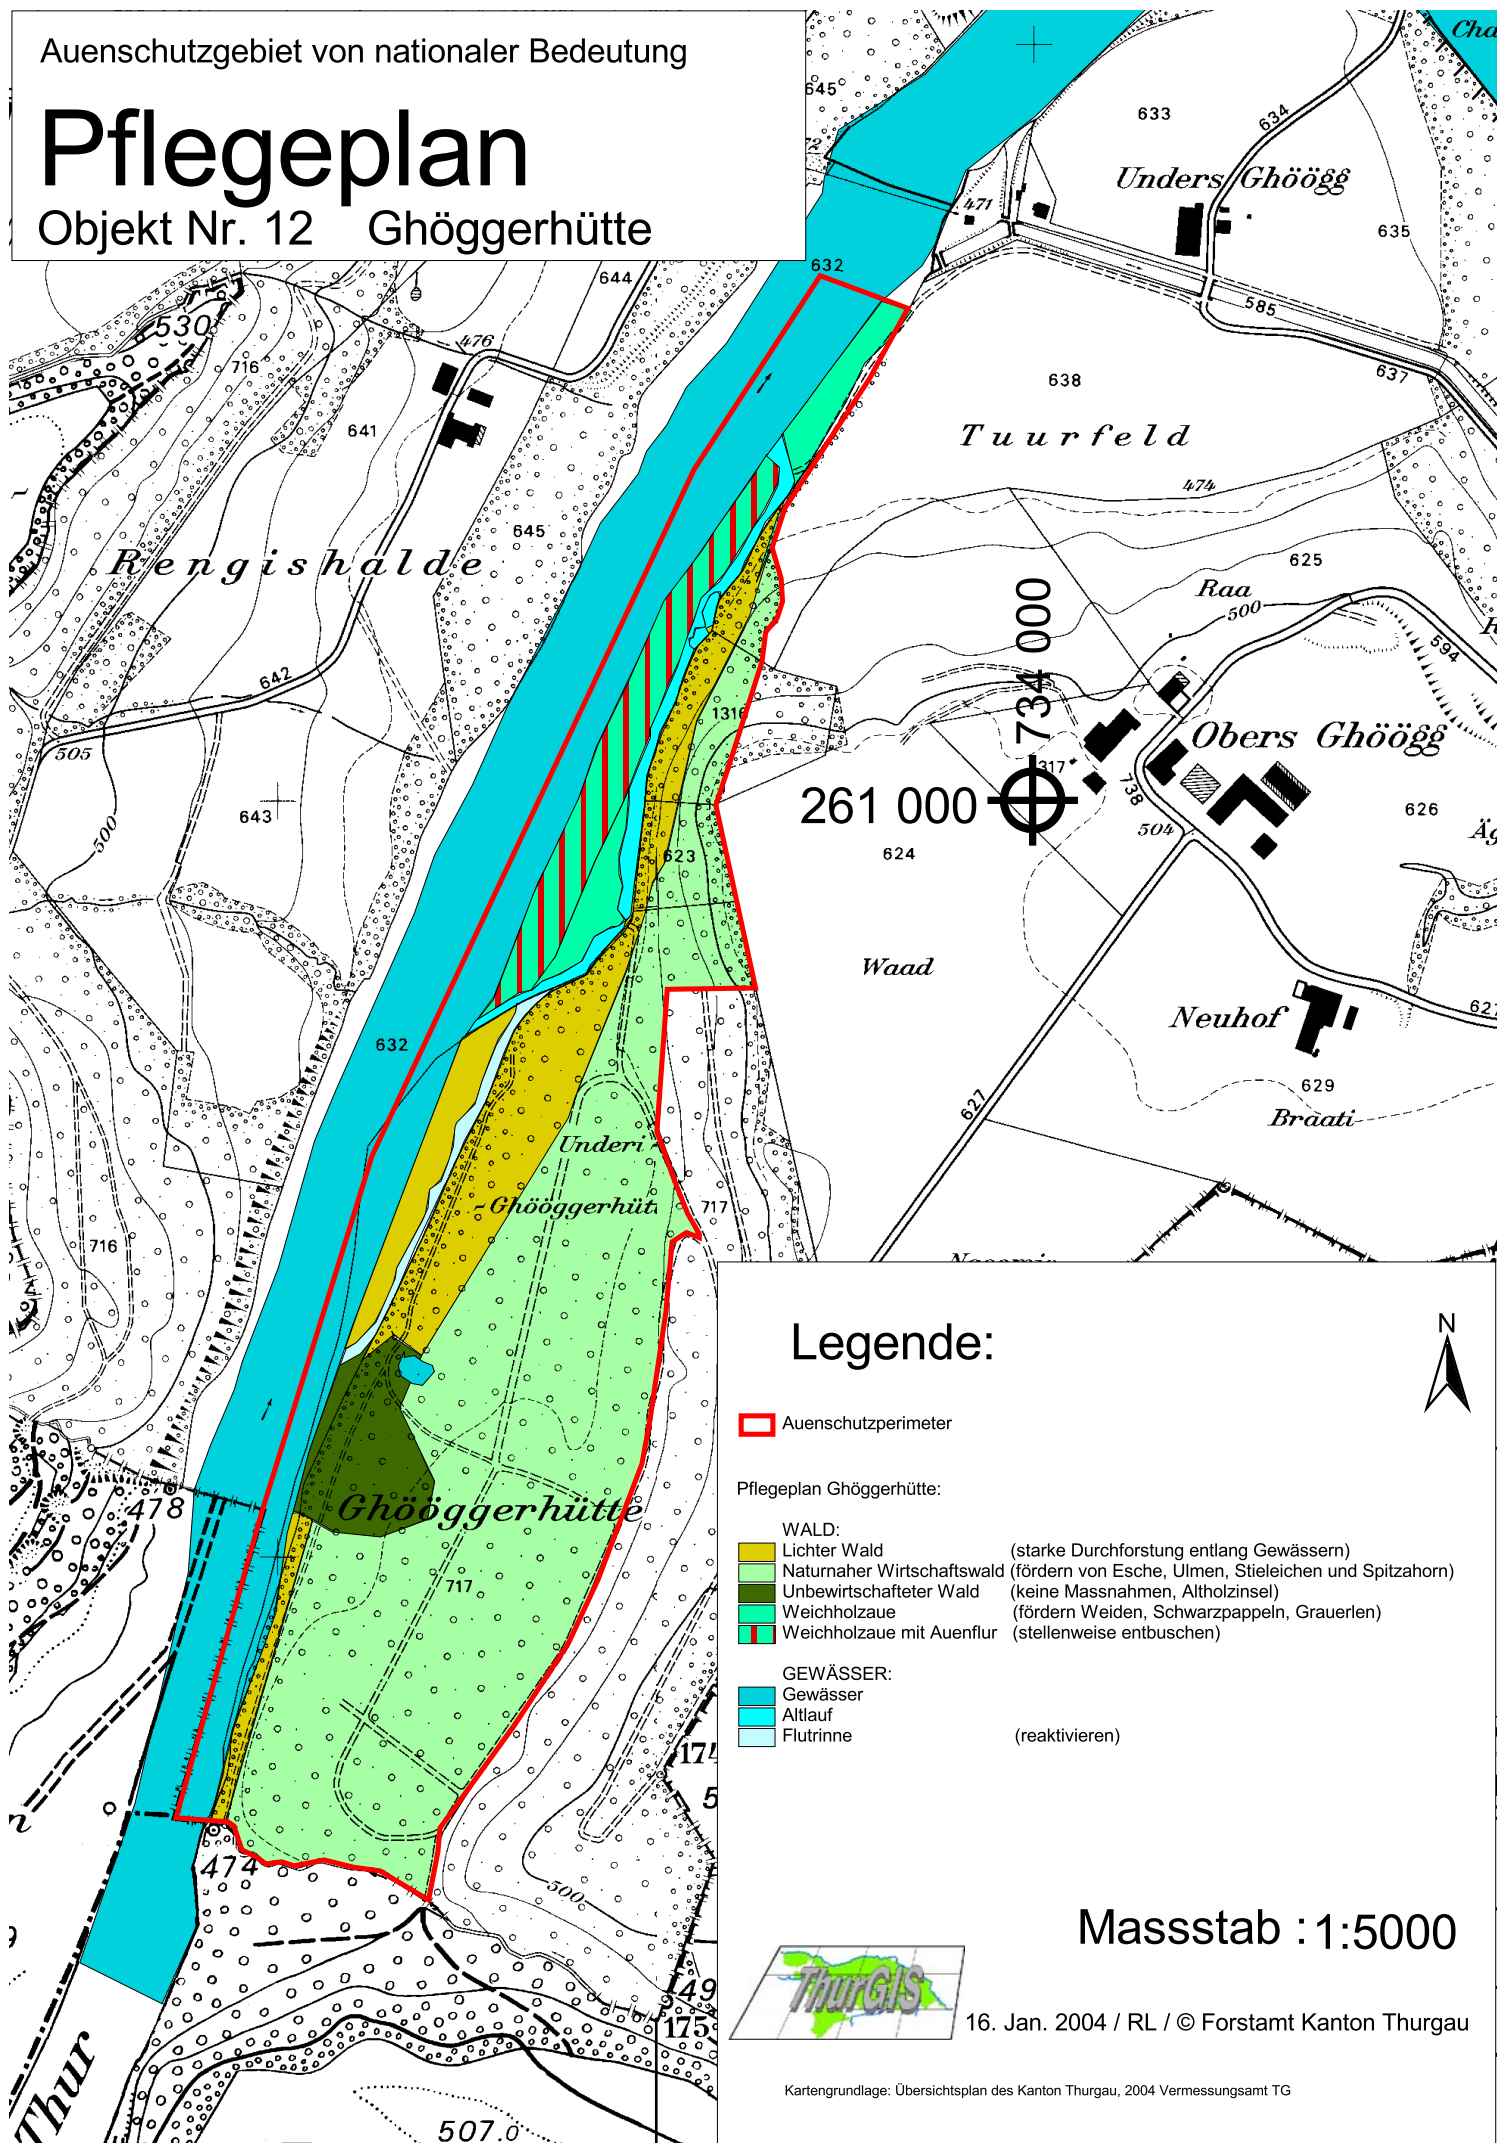 Auenschutzgebiet von nationaler Bedeutung
Pflegeplan
Objekt Nr. 12 Ghöggerhütte
645
633
634
Unders Ghöögg
471
635
632
644
530
476
716
585
637
638
641
Tuurfeld
474
645
Rengishalde
625
Raa
500
594
734 000
642
1316
505
Obers Ghöögg
317
738
261 000
643
500
626
504
623
624
Waad
Neuhof
627
632
629
627
Braati
Underi
Ghööggerhüt
717
716
478
Ghööggerhütte
717
474
500
175
507.0
Thur
Legende:
N
Auenschutzperimeter
Pflegeplan Ghöggerhütte:
WALD:
Lichter Wald (starke Durchforstung entlang Gewässern)
Naturnaher Wirtschaftswald (fördern von Esche, Ulmen, Stieleichen und Spitzahorn)
Unbewirtschafteter Wald (keine Massnahmen, Altholzinsel)
Weichholzaue (fördern Weiden, Schwarzpappeln, Grauerlen)
Weichholzaue mit Auenflur (stellenweise entbuschen)
GEWÄSSER:
Gewässer
Altlauf
Flutrinne (reaktivieren)
Massstab : 1:5000
ThurGIS
16. Jan. 2004 / RL / © Forstamt Kanton Thurgau
Kartengrundlage: Übersichtsplan des Kanton Thurgau, 2004 Vermessungsamt TG